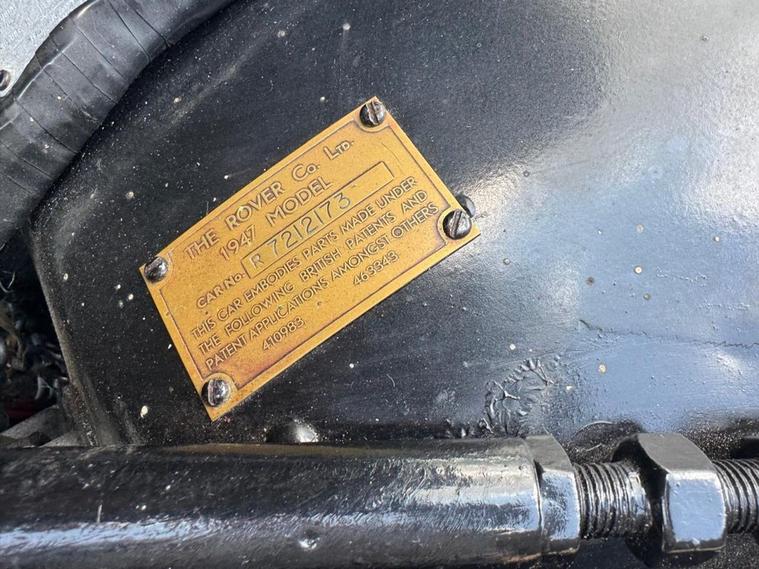 THE ROVER Co. LTD.
1947 MODEL
CAR No. R 7212173
THIS CAR EMBODIES PARTS MADE UNDER
THE FOLLOWING BRITISH PATENTS AND
PATENT APPLICATIONS AMONGST OTHERS
410983 463343